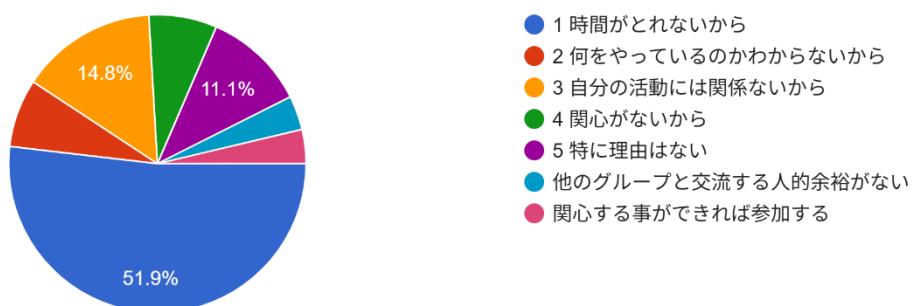 14.8%
11.1%
51.9%
1 時間がとれないから
2 何をやっているのかわからないから
3 自分の活動には関係ないから
4 関心がないから
5 特に理由はない
他のグループと交流する人的余裕がない
関心する事ができれば参加する